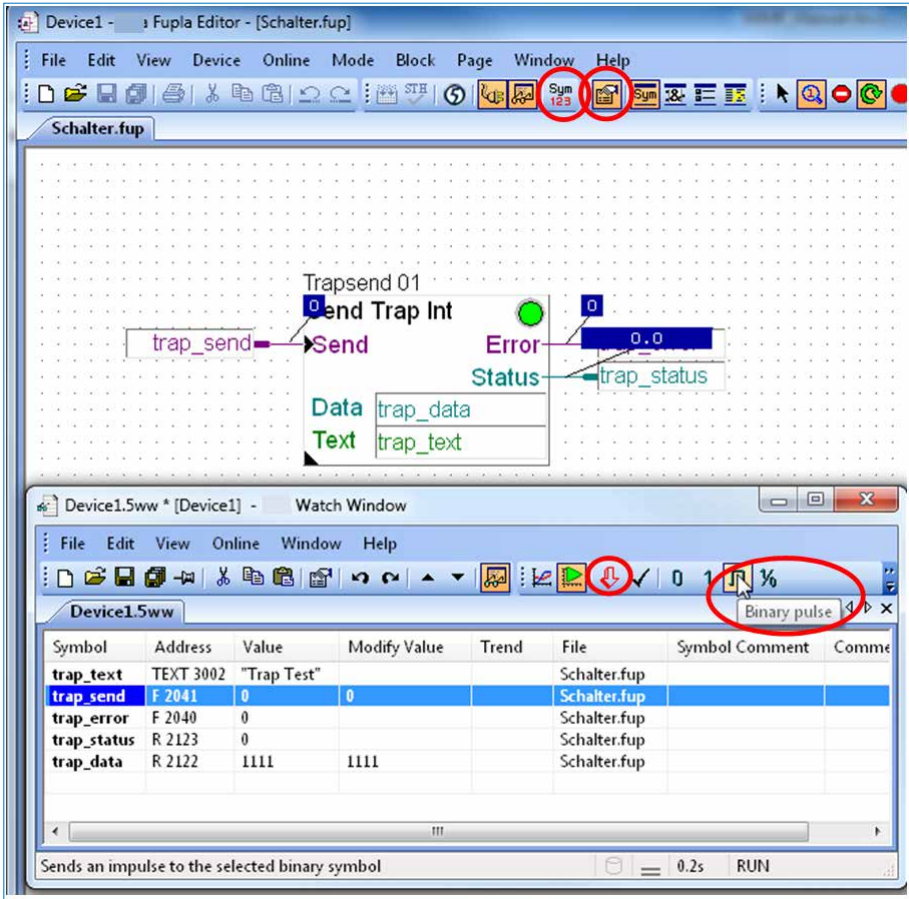 Device1 - Fupla Editor - [Schalter.fup]
File Edit View Device Online Mode Block Page Window Help
STH Sym 123 Sym
Schalter.fup
Trapsend 01
0 end Trap Int 0
trap_send Send Error 0.0
Status trap_status
Data trap_data
Text trap_text
Device1.5ww * [Device1] - Watch Window
File Edit View Online Window Help
0 1 ⅙
Binary pulse
Device1.5ww
Symbol Address Value Modify Value Trend File Symbol Comment Comme
trap_text TEXT 3002 "Trap Test" Schalter.fup
trap_send F 2041 0 0 Schalter.fup
trap_error F 2040 0 Schalter.fup
trap_status R 2123 0 Schalter.fup
trap_data R 2122 1111 1111 Schalter.fup
Sends an impulse to the selected binary symbol 0.2s RUN